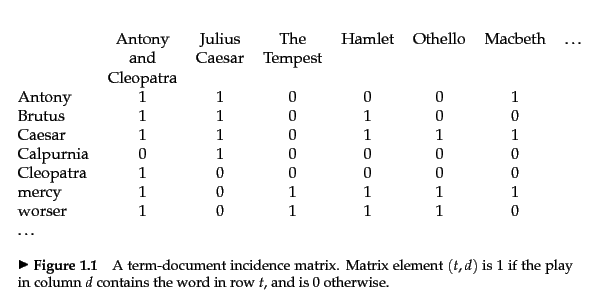 Antony Julius The Hamlet Othello Macbeth ...
and Caesar Tempest
Cleopatra
Antony 1 1 0 0 0 1
Brutus 1 1 0 1 0 0
Caesar 1 1 0 1 1 1
Calpurnia 0 1 0 0 0 0
Cleopatra 1 0 0 0 0 0
mercy 1 0 1 1 1 1
worser 1 0 1 1 1 0
...
► Figure 1.1 A term-document incidence matrix. Matrix element (t, d) is 1 if the play
in column d contains the word in row t, and is 0 otherwise.